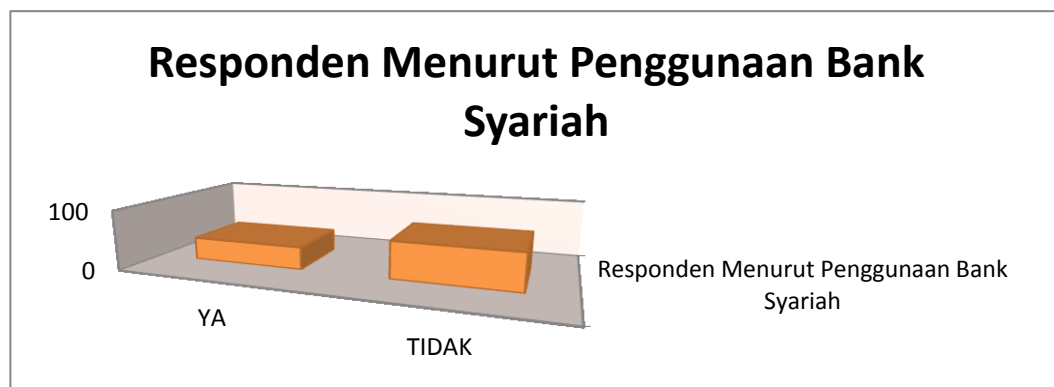 Responden Menurut Penggunaan Bank
Syariah
100
0
YA
TIDAK
Responden Menurut Penggunaan Bank
Syariah